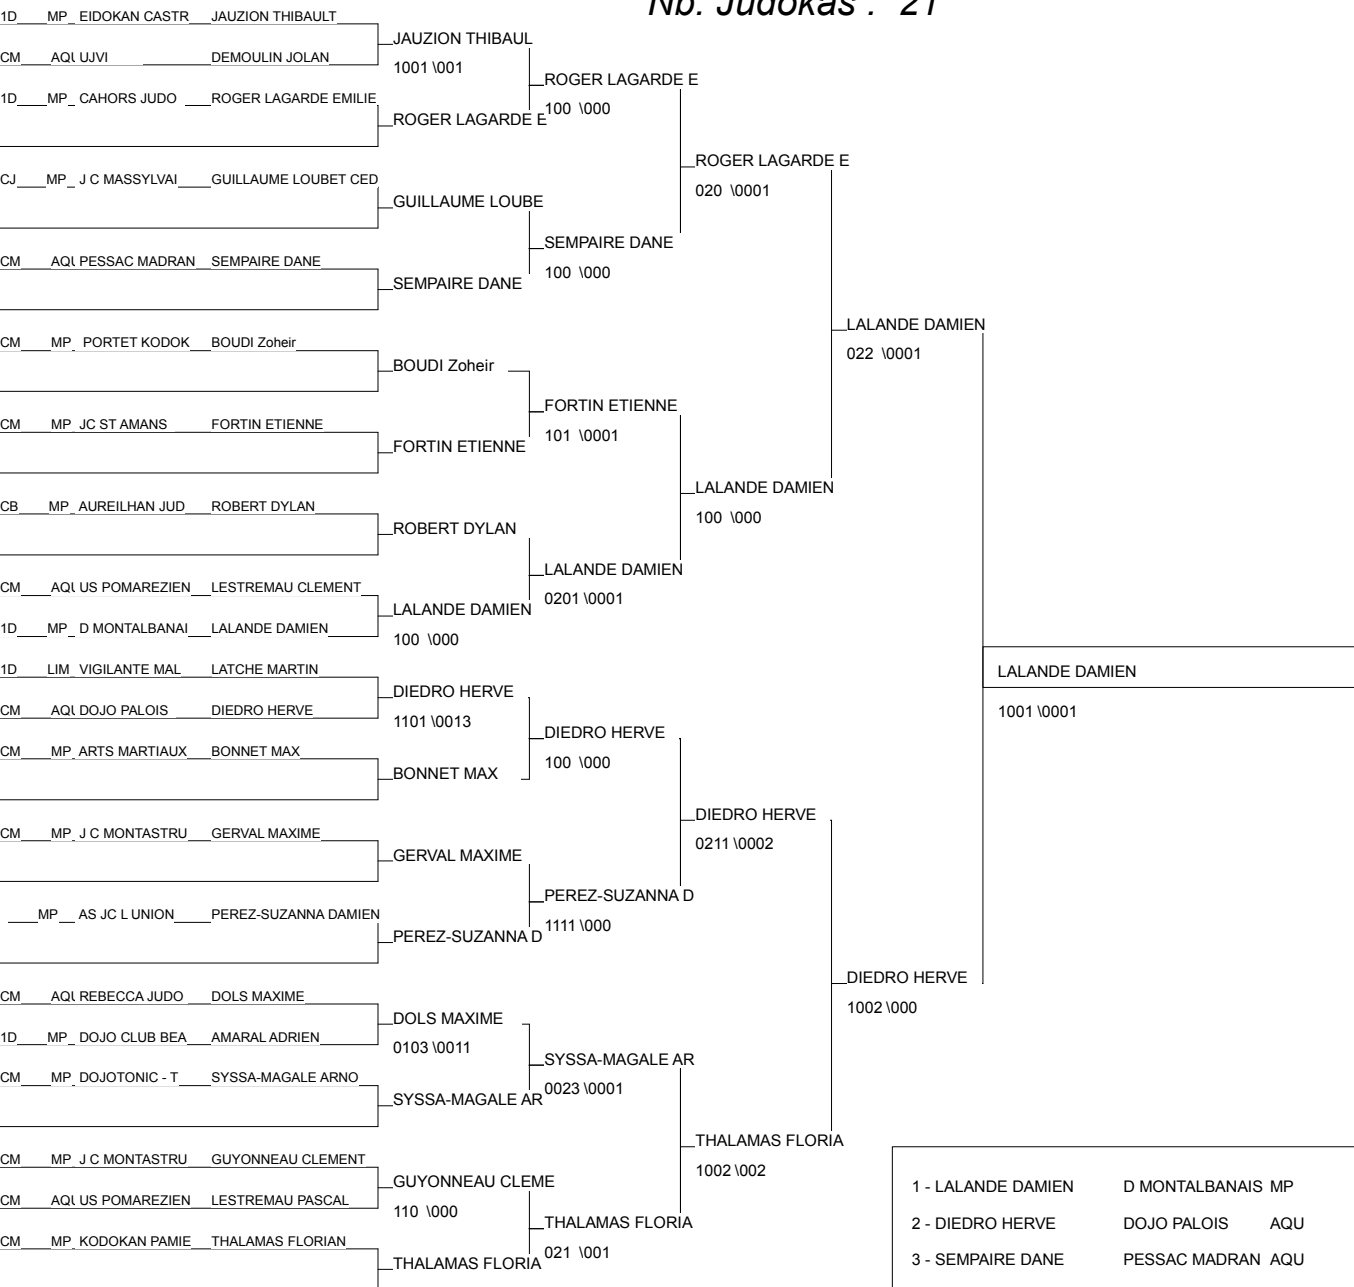 Nb. Judokas : 21
1D MP EIDOKAN CASTR JAUZION THIBAULT
JAUZION THIBAUL
CM AQU UJVI DEMOULIN JOLAN
1001 \001
ROGER LAGARDE E
1D MP CAHORS JUDO ROGER LAGARDE EMILIE
100 \000
ROGER LAGARDE E
ROGER LAGARDE E
CJ MP J C MASSYLVAI GUILLAUME LOUBET CED
020 \0001
GUILLAUME LOUBE
SEMPAIRE DANE
CM AQU PESSAC MADRAN SEMPAIRE DANE
100 \000
SEMPAIRE DANE
LALANDE DAMIEN
CM MP PORTET KODOK BOUDI Zoheir
022 \0001
BOUDI Zoheir
FORTIN ETIENNE
CM MP JC ST AMANS FORTIN ETIENNE
101 \0001
FORTIN ETIENNE
LALANDE DAMIEN
CB MP AUREILHAN JUD ROBERT DYLAN
100 \000
ROBERT DYLAN
LALANDE DAMIEN
CM AQU US POMAREZIEN LESTREMAU CLEMENT
0201 \0001
LALANDE DAMIEN
1D MP D MONTALBANAI LALANDE DAMIEN
100 \000
1D LIM VIGILANTE MAL LATCHE MARTIN
LALANDE DAMIEN
DIEDRO HERVE
CM AQU DOJO PALOIS DIEDRO HERVE
1001 \0001
1101 \0013
DIEDRO HERVE
CM MP ARTS MARTIAUX BONNET MAX
100 \000
BONNET MAX
DIEDRO HERVE
CM MP J C MONTASTRU GERVAL MAXIME
0211 \0002
GERVAL MAXIME
PEREZ-SUZANNA D
MP AS JC L UNION PEREZ-SUZANNA DAMIEN
1111 \000
PEREZ-SUZANNA D
DIEDRO HERVE
CM AQU REBECCA JUDO DOLS MAXIME
1002 \000
DOLS MAXIME
1D MP DOJO CLUB BEA AMARAL ADRIEN
0103 \0011
SYSSA-MAGALE AR
CM MP DOJOTONIC - T SYSSA-MAGALE ARNO
0023 \0001
SYSSA-MAGALE AR
THALAMAS FLORIA
CM MP J C MONTASTRU GUYONNEAU CLEMENT
1002 \002
GUYONNEAU CLEME
CM AQU US POMAREZIEN LESTREMAU PASCAL
110 \000
THALAMAS FLORIA
CM MP KODOKAN PAMIE THALAMAS FLORIAN
021 \001
THALAMAS FLORIA
1 - LALANDE DAMIEN D MONTALBANAIS MP
2 - DIEDRO HERVE DOJO PALOIS AQU
3 - SEMPAIRE DANE PESSAC MADRAN AQU